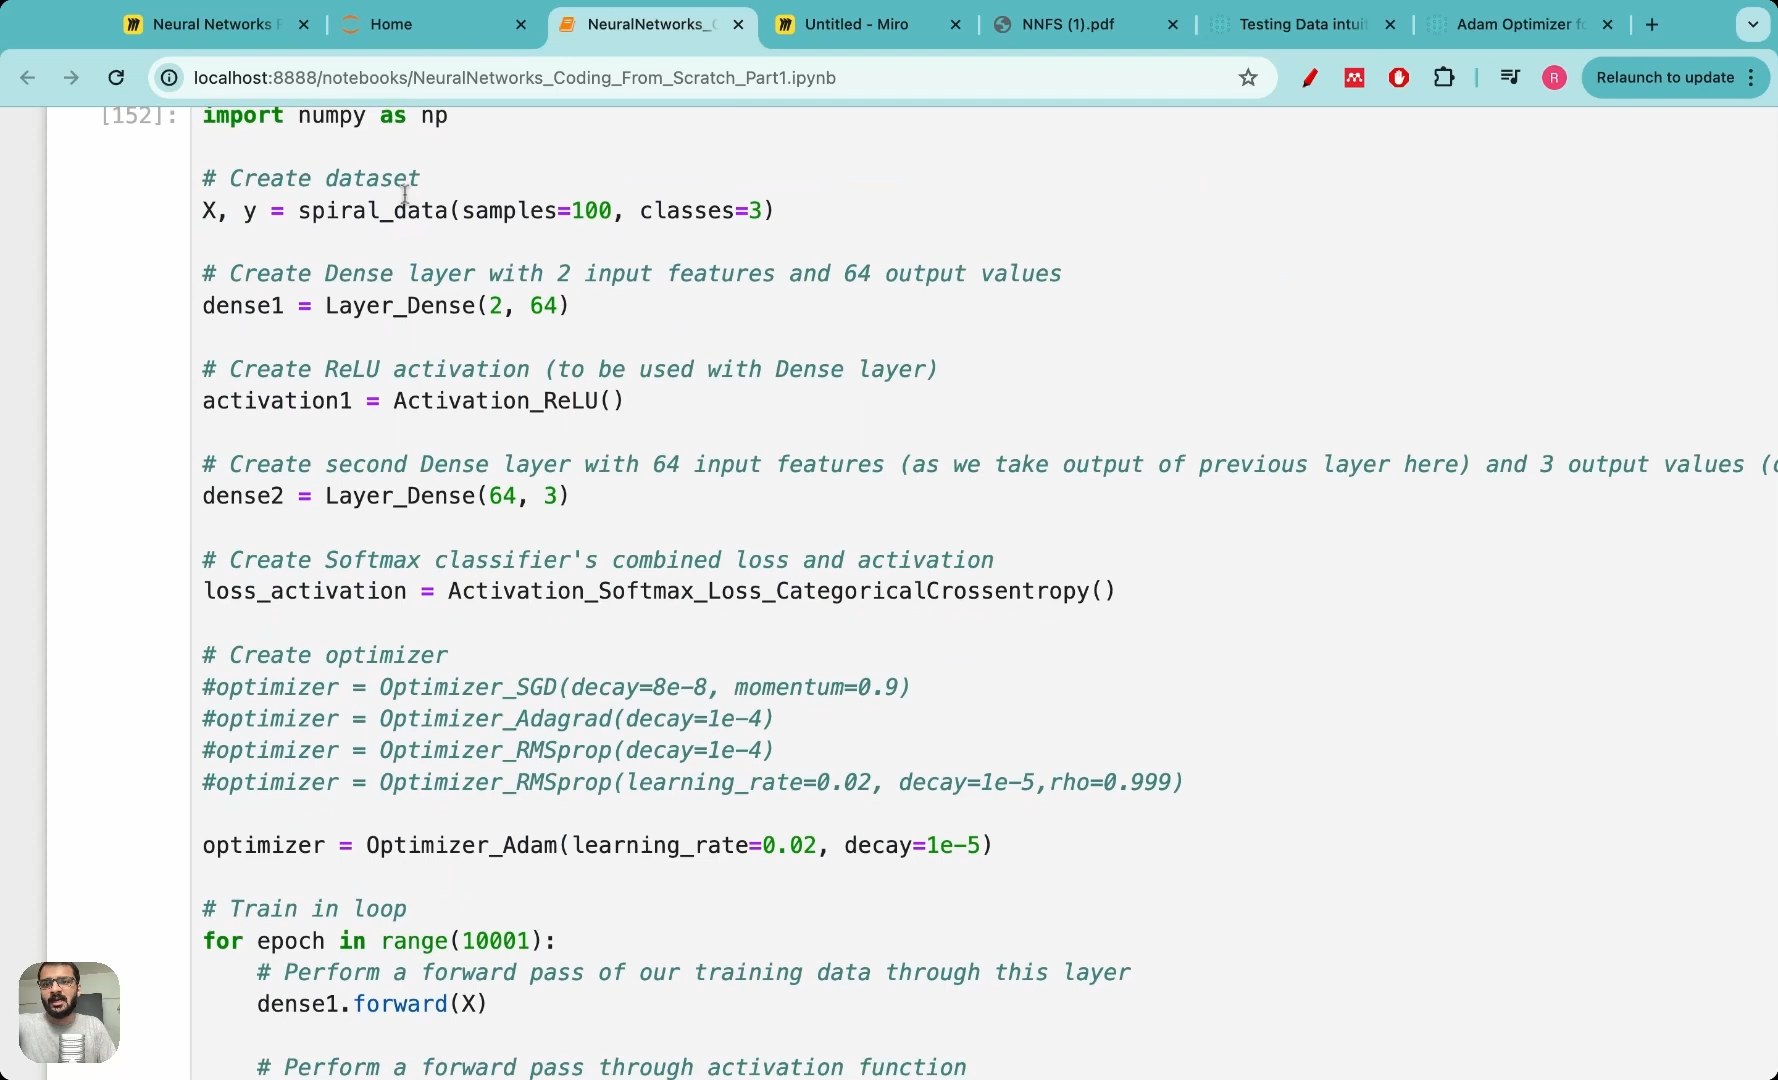 Neural Networks F
Home
NeuralNetworks_C
Untitled - Miro
NNFS (1).pdf
Testing Data intui
Adam Optimizer f
localhost:8888/notebooks/NeuralNetworks_Coding_From_Scratch_Part1.ipynb
R
Relaunch to update
[152]: import numpy as np
# Create dataset
X, y = spiral_data(samples=100, classes=3)
# Create Dense layer with 2 input features and 64 output values
dense1 = Layer_Dense(2, 64)
# Create ReLU activation (to be used with Dense layer)
activation1 = Activation_ReLU()
# Create second Dense layer with 64 input features (as we take output of previous layer here) and 3 output values (
dense2 = Layer_Dense(64, 3)
# Create Softmax classifier's combined loss and activation
loss_activation = Activation_Softmax_Loss_CategoricalCrossentropy()
# Create optimizer
#optimizer = Optimizer_SGD(decay=8e-8, momentum=0.9)
#optimizer = Optimizer_Adagrad(decay=1e-4)
#optimizer = Optimizer_RMSprop(decay=1e-4)
#optimizer = Optimizer_RMSprop(learning_rate=0.02, decay=1e-5,rho=0.999)
optimizer = Optimizer_Adam(learning_rate=0.02, decay=1e-5)
# Train in loop
for epoch in range(10001):
# Perform a forward pass of our training data through this layer
dense1.forward(X)
# Perform a forward pass through activation function